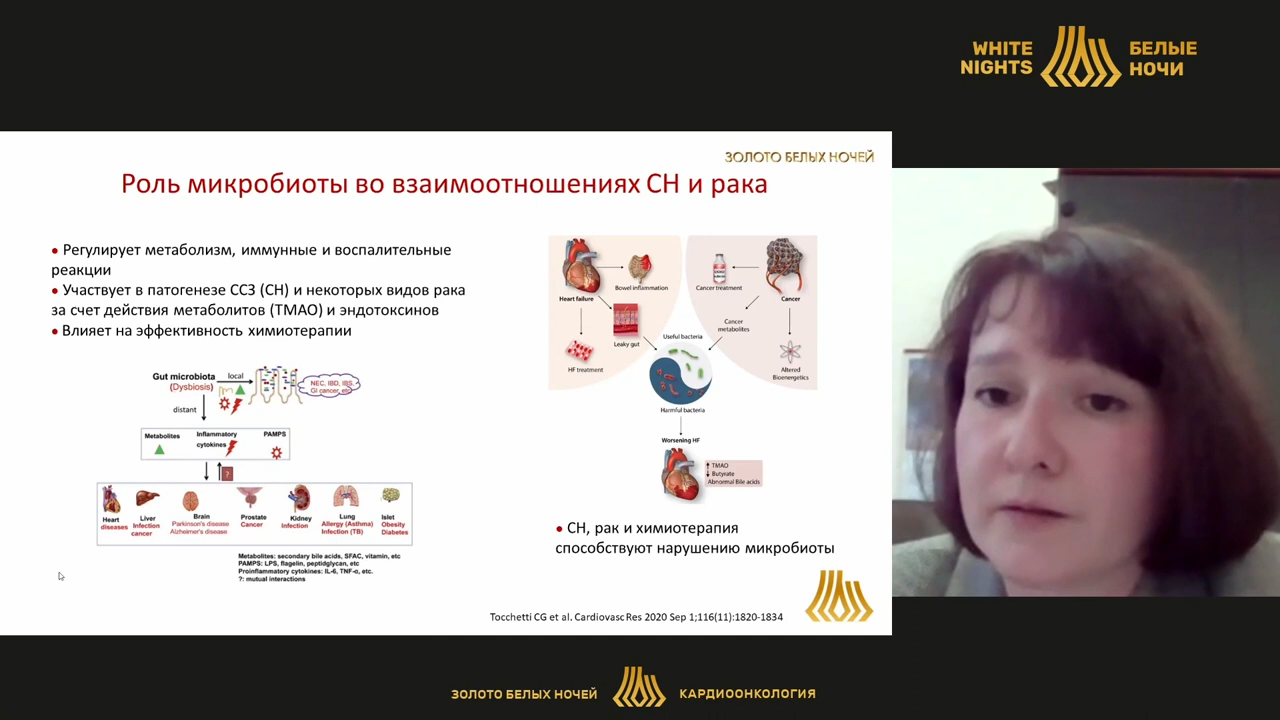 WHITE
NIGHTS
БЕЛЫЕ
НОЧИ
ЗОЛОТО БЕЛЫХ НОЧЕЙ
Роль микробиоты во взаимоотношениях СН и рака
● Регулирует метаболизм, иммунные и воспалительные
реакции
● Участвует в патогенезе ССЗ (СН) и некоторых видов рака
за счет действия метаболитов (ТМАО) и эндотоксинов
● Влияет на эффективность химиотерапии
Gut microbiota
(Dysbiosis)
local
NEC, IBD, IBS,
GI cancer, etc
distant
Metabolites
Inflammatory
cytokines
PAMPS
?
Heart
diseases
Liver
Infection
cancer
Brain
Parkinson's disease
Alzheimer's disease
Prostate
Cancer
Kidney
Infection
Lung
Allergy (Asthma)
Infection (TB)
Islet
Obesity
Diabetes
Metabolites: secondary bile acids, SFAC, vitamin, etc
PAMPS: LPS, flagelin, peptidglycan, etc
Proinflammatory cytokines: IL-6, TNF-α, etc.
?: mutual interactions
Heart failure
Bowel inflammation
Leaky gut
HF treatment
Cancer treatment
Cancer
Cancer
metabolites
Altered
Bioenergetics
Useful bacteria
Harmful bacteria
Worsening HF
TMAO
Butyrate
Abnormal Bile acids
● СН, рак и химиотерапия
способствуют нарушению микробиоты
Tocchetti CG et al. Cardiovasc Res 2020 Sep 1;116(11):1820-1834
ЗОЛОТО БЕЛЫХ НОЧЕЙ
КАРДИООНКОЛОГИЯ